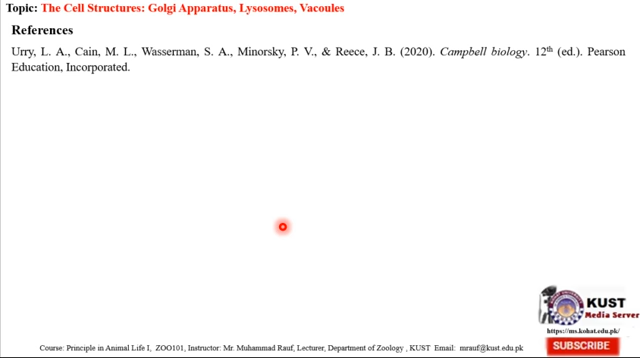 Topic: The Cell Structures: Golgi Apparatus, Lysosomes, Vacoules
References
Urry, L. A., Cain, M. L., Wasserman, S. A., Minorsky, P. V., & Reece, J. B. (2020). Campbell biology. 12th (ed.). Pearson
Education, Incorporated.
KUST
Media Server
https://ms.kohat.edu.pk/
SUBSCRIBE
Course: Principle in Animal Life I, ZOO101, Instructor: Mr. Muhammad Rauf, Lecturer, Department of Zoology , KUST Email: mrauf@kust.edu.pk